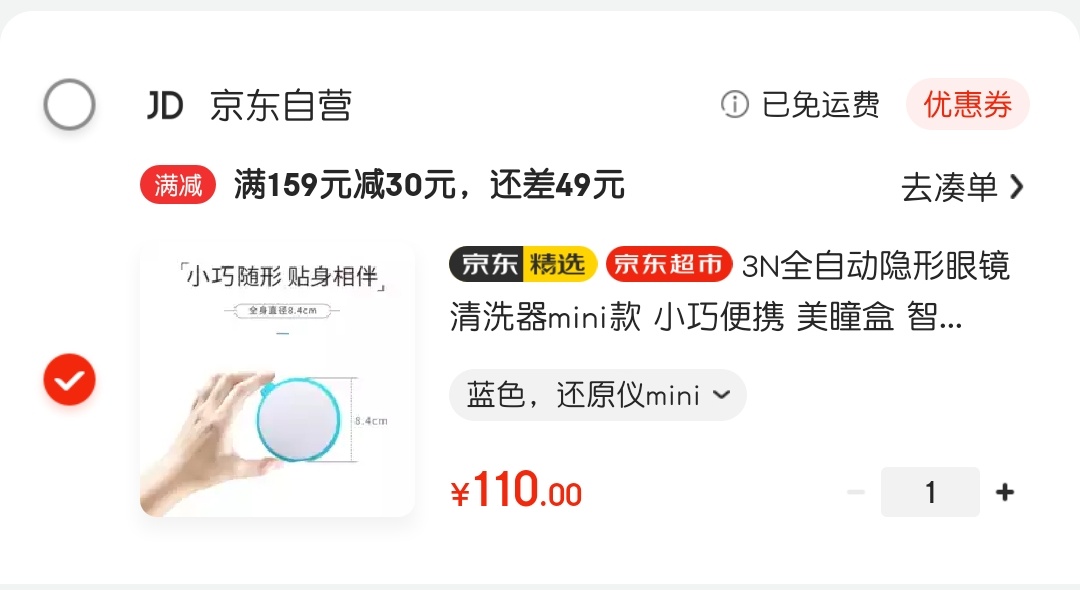 JD 京东自营 已免运费 优惠券
满减 满159元减30元，还差49元 去凑单
「小巧随形 贴身相伴」
全身直径8.4cm
8.4cm
京东精选 京东超市 3N全自动隐形眼镜
清洗器mini款 小巧便携 美瞳盒 智...
蓝色，还原仪mini
¥110.00 1